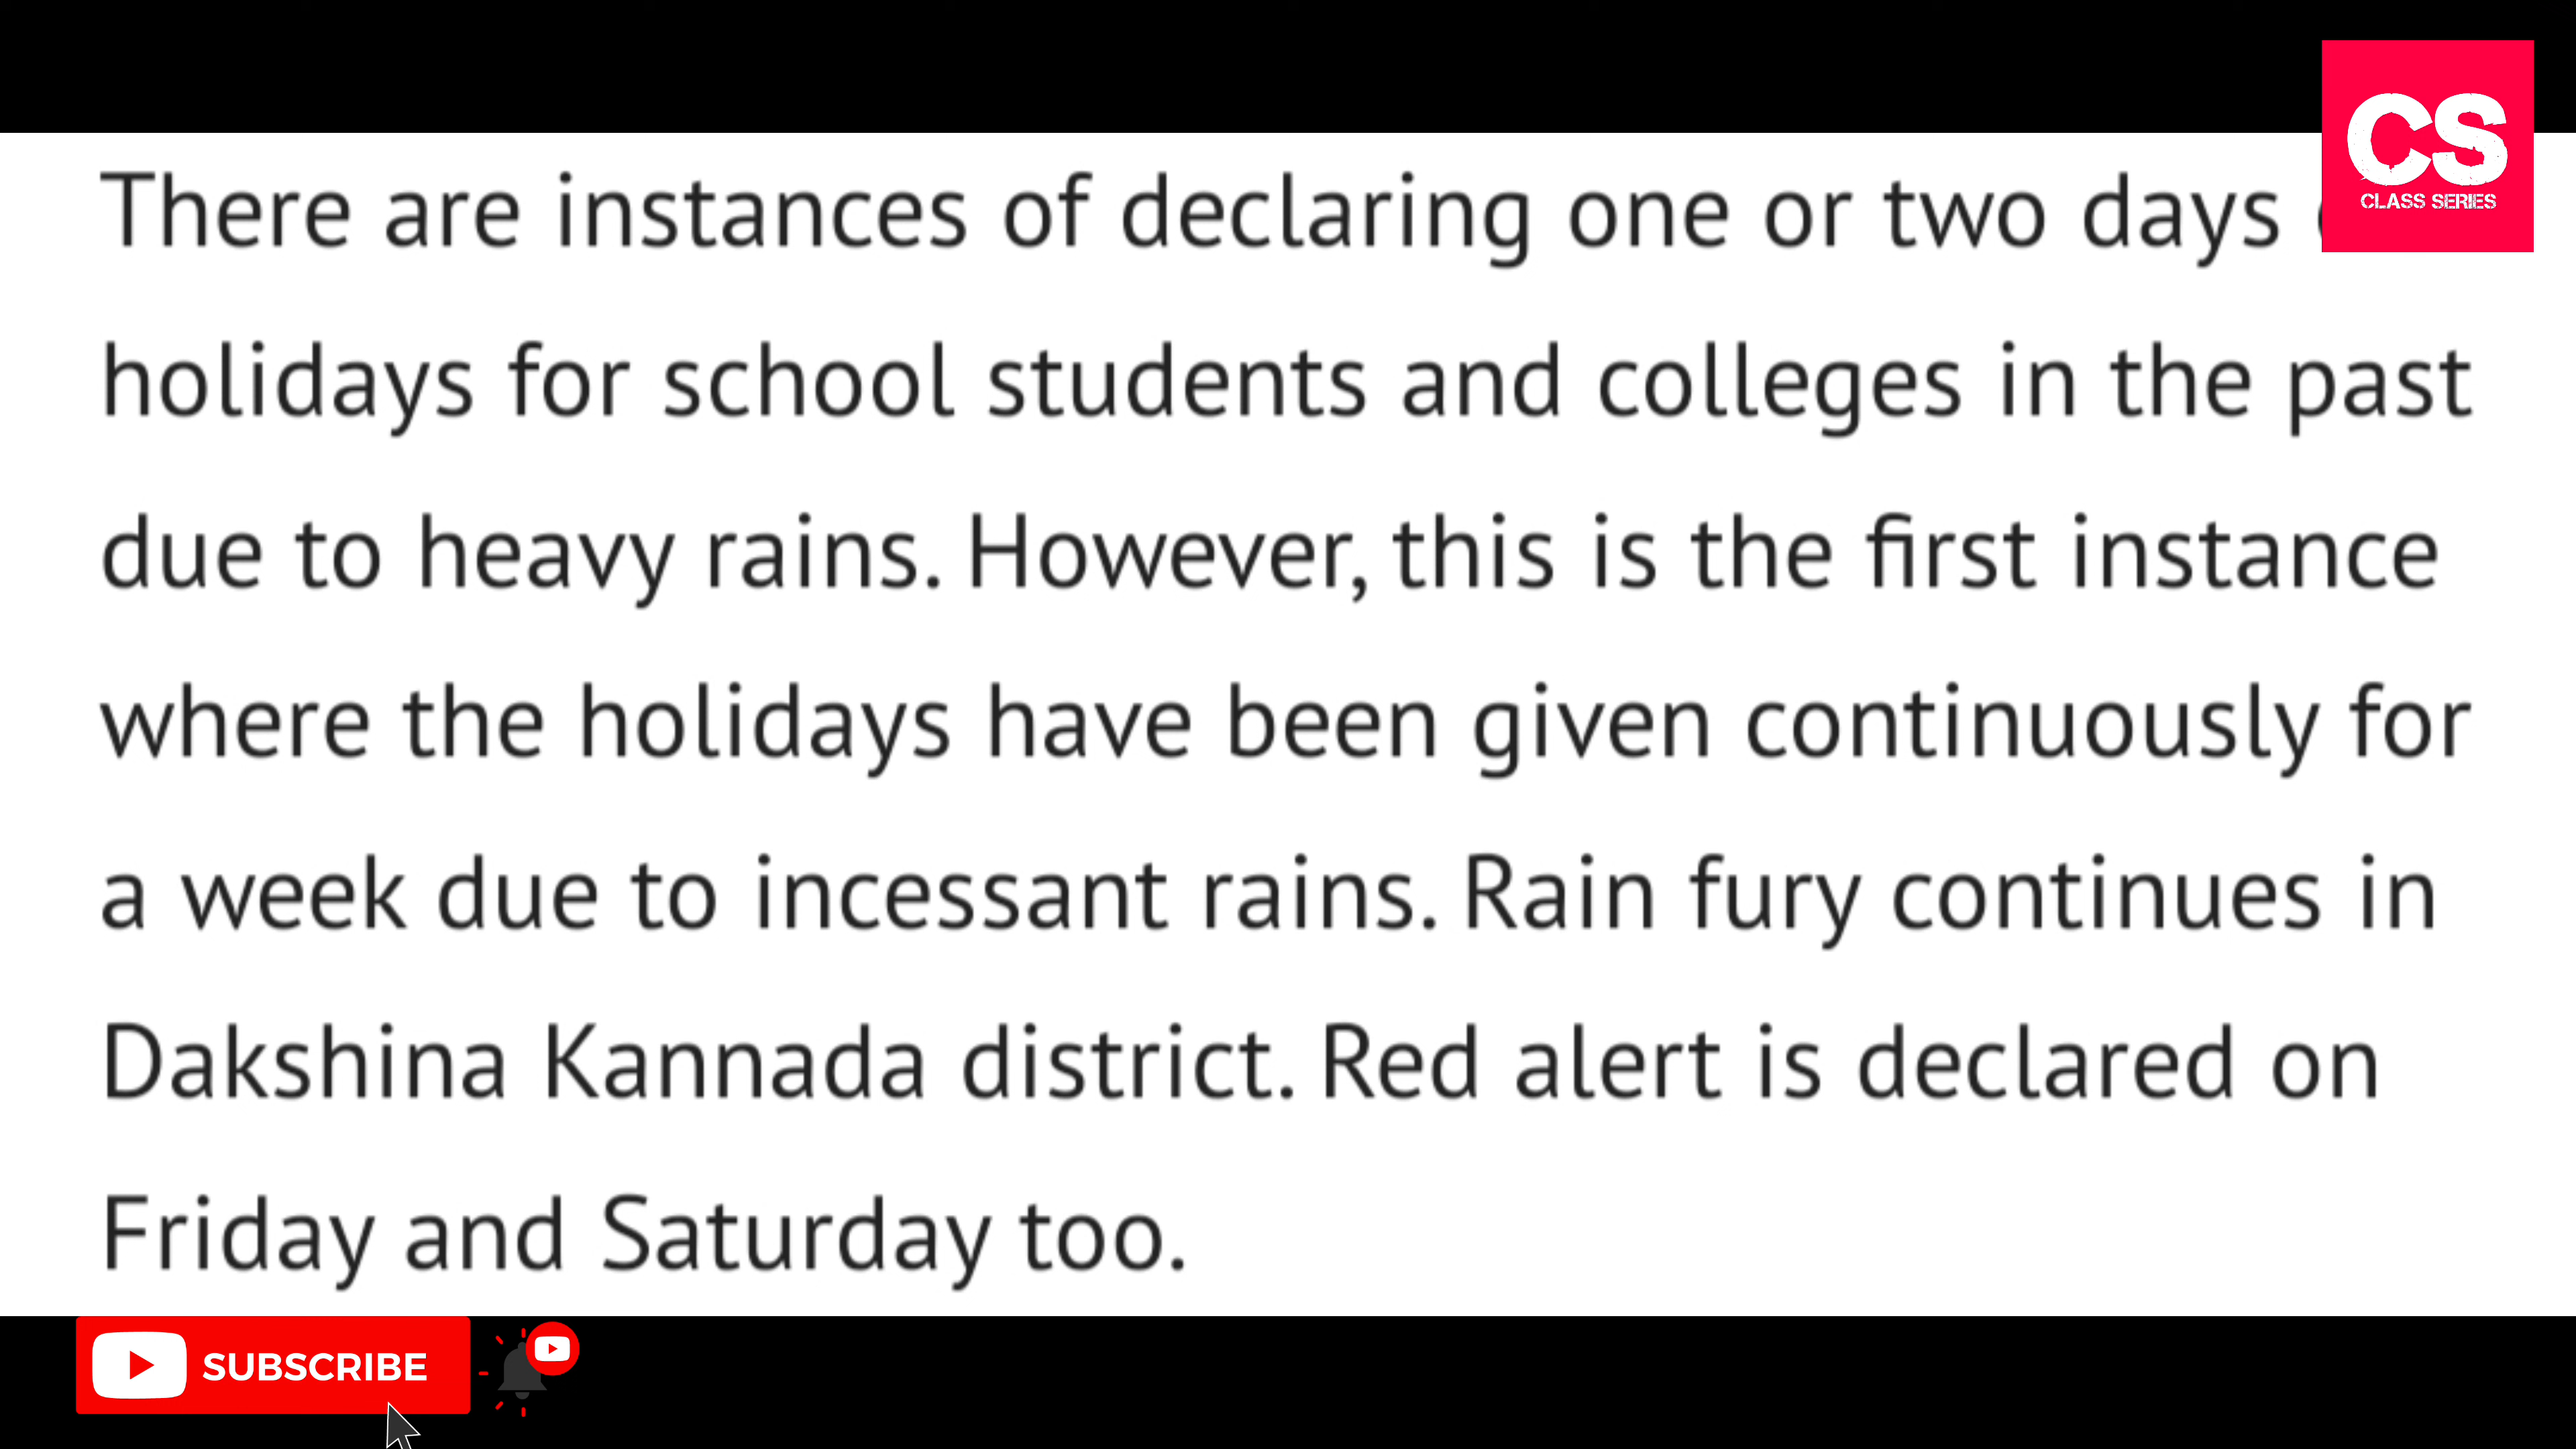 CS
CLASS SERIES
There are instances of declaring one or two days
holidays for school students and colleges in the past
due to heavy rains. However, this is the first instance
where the holidays have been given continuously for
a week due to incessant rains. Rain fury continues in
Dakshina Kannada district. Red alert is declared on
Friday and Saturday too.
SUBSCRIBE